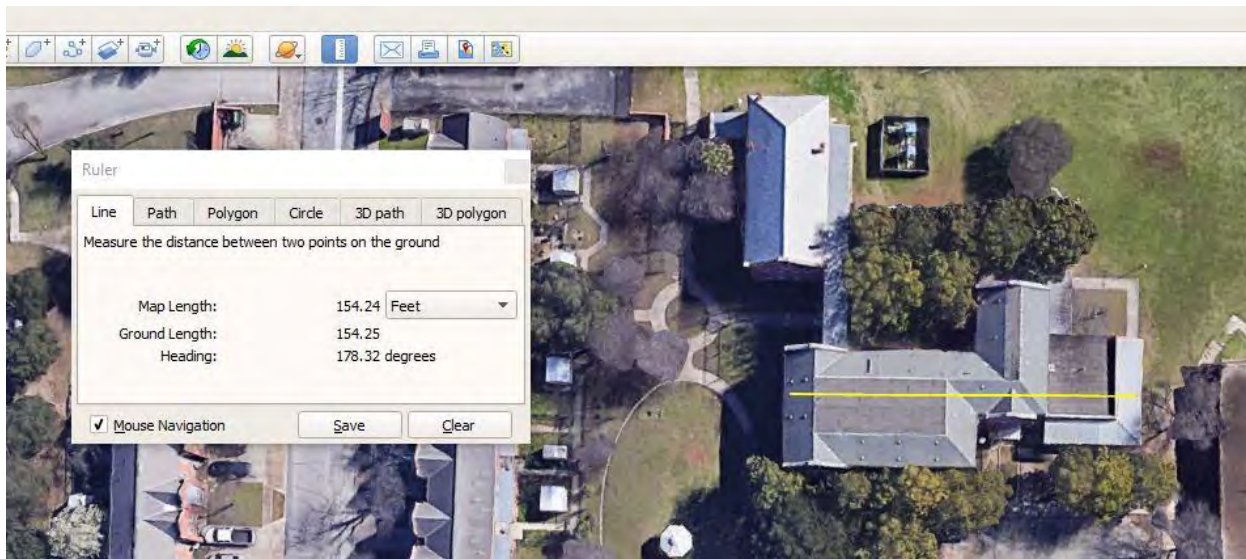 Ruler
Line Path Polygon Circle 3D path 3D polygon
Measure the distance between two points on the ground
Map Length: 154.24 Feet
Ground Length: 154.25
Heading: 178.32 degrees
Mouse Navigation Save Clear